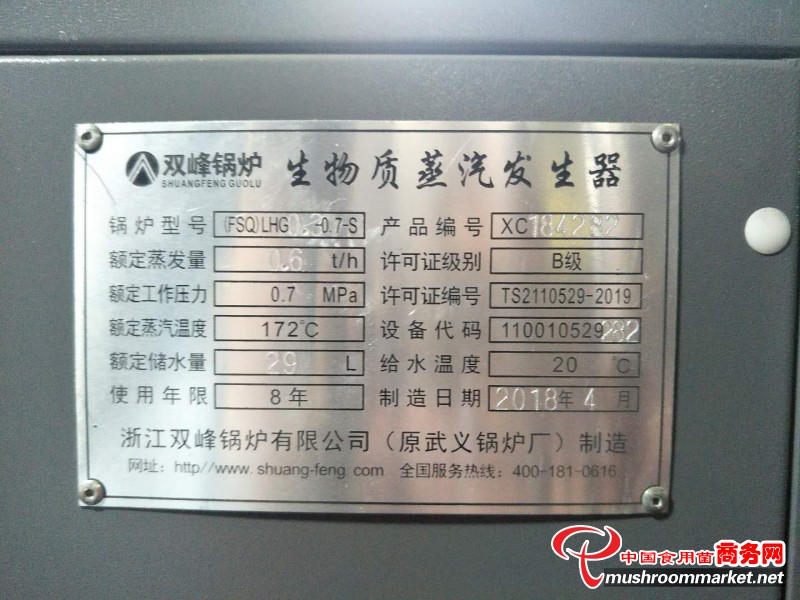 双峰锅炉 生物质蒸汽发生器
SHUANGFENG GUOLU
锅炉型号 (FSQ)LHG0.-0.7-S 产品编号 XC184282
额定蒸发量 0.6 t/h 许可证级别 B级
额定工作压力 0.7 MPa 许可证编号 TS2110529-2019
额定蒸汽温度 172℃ 设备代码 110010529282
额定储水量 29 L 给水温度 20 ℃
使用年限 8年 制造日期 2018年4月
浙江双峰锅炉有限公司（原武义锅炉厂）制造
网址：http//www.shuang-feng.com 全国服务热线：400-181-0616
中国食用菌商务网
mushroommarket.net